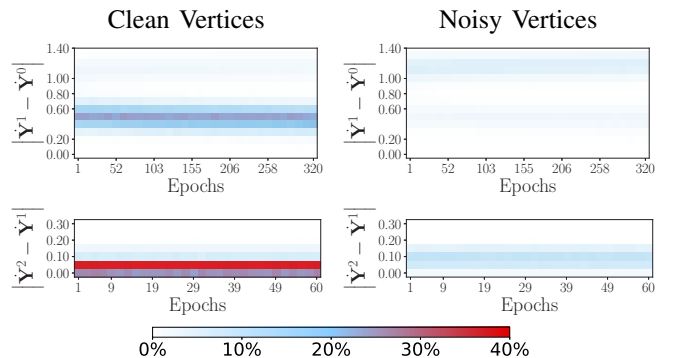 Clean Vertices
Noisy Vertices
|Ẏ¹ − Ẏ⁰|
1.40
1.00
0.80
0.60
0.20
0.00
1 52 103 155 206 258 320
Epochs
|Ẏ¹ − Ẏ⁰|
1.40
1.00
0.80
0.60
0.20
0.00
1 52 103 155 206 258 320
Epochs
|Ẏ² − Ẏ¹|
0.30
0.20
0.10
0.00
1 9 19 29 39 49 60
Epochs
|Ẏ² − Ẏ¹|
0.30
0.20
0.10
0.00
1 9 19 29 39 49 60
Epochs
0% 10% 20% 30% 40%